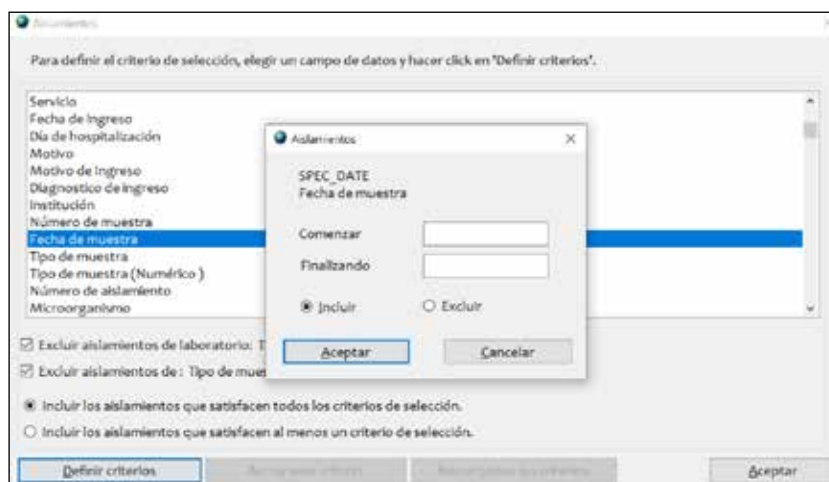 Aislamientos
Para definir el criterio de selección, elegir un campo de datos y hacer click en 'Definir criterios'.
Servicio
Fecha de ingreso
Día de hospitalización
Motivo
Motivo de ingreso
Diagnostico de ingreso
Institución
Número de muestra
Fecha de muestra
Tipo de muestra
Tipo de muestra (Numérico )
Número de aislamiento
Microorganismo
Aislamientos
SPEC_DATE
Fecha de muestra
Comenzar
Finalizando
Incluir Excluir
Aceptar Cancelar
Excluir aislamientos de laboratorio: T
Excluir aislamientos de : Tipo de mues
Incluir los aislamientos que satisfacen todos los criterios de selección.
Incluir los aislamientos que satisfacen al menos un criterio de selección.
Definir criterios Aceptar